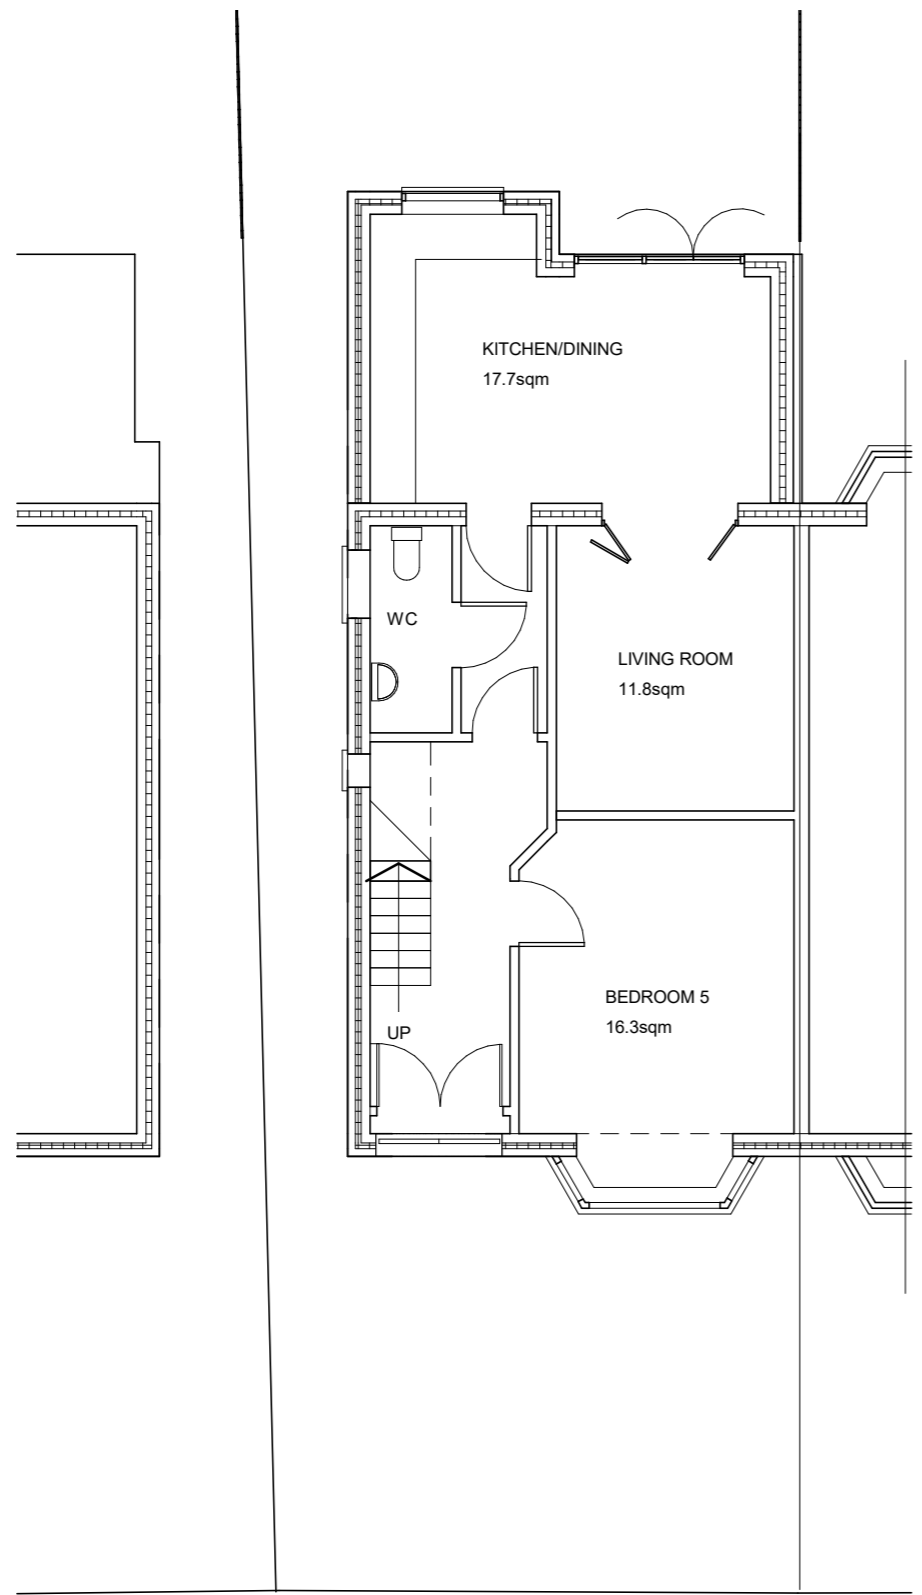 KITCHEN/DINING
17.7sqm
WC
LIVING ROOM
11.8sqm
BEDROOM 5
16.3sqm
UP